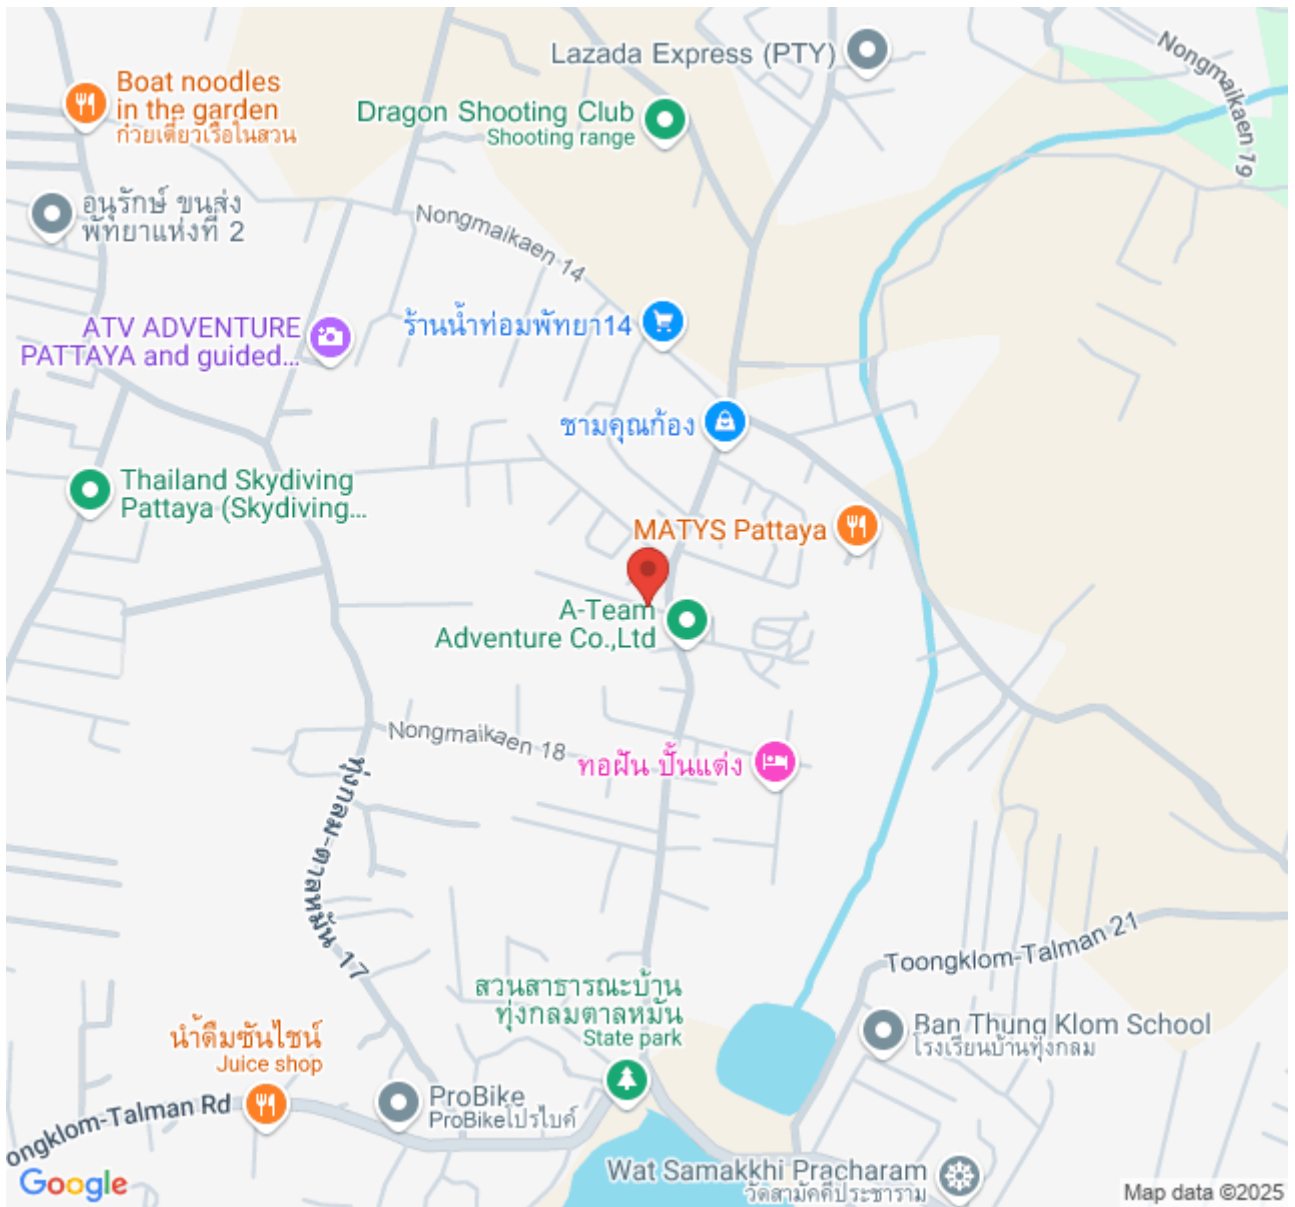 Lazada Express (PTY)
Nongmaikaen 19
Boat noodles
in the garden
ก๋วยเตี๋ยวเรือในสวน
Dragon Shooting Club
Shooting range
อนุรักษ์ ขนส่ง
พัทยาแห่งที่ 2
Nongmaikaen 14
ร้านน้ำท่อมพัทยา14
ATV ADVENTURE
PATTAYA and guided...
ชามคุณก้อง
Thailand Skydiving
Pattaya (Skydiving...
MATYS Pattaya
A-Team
Adventure Co.,Ltd
Nongmaikaen 18
ทอฝัน ปั้นแต่ง
ทุ่งกลม-ตาลหมัน 17
Toongklom-Talman 21
สวนสาธารณะบ้าน
ทุ่งกลมตาลหมัน
State park
Ban Thung Klom School
โรงเรียนบ้านทุ่งกลม
น้ำดื่มซันไชน์
Juice shop
ProBike
ProBikeโปรไบค์
ongklom-Talman Rd
Wat Samakkhi Pracharam
วัดสามัคคีประชาราม
Google
Map data ©2025